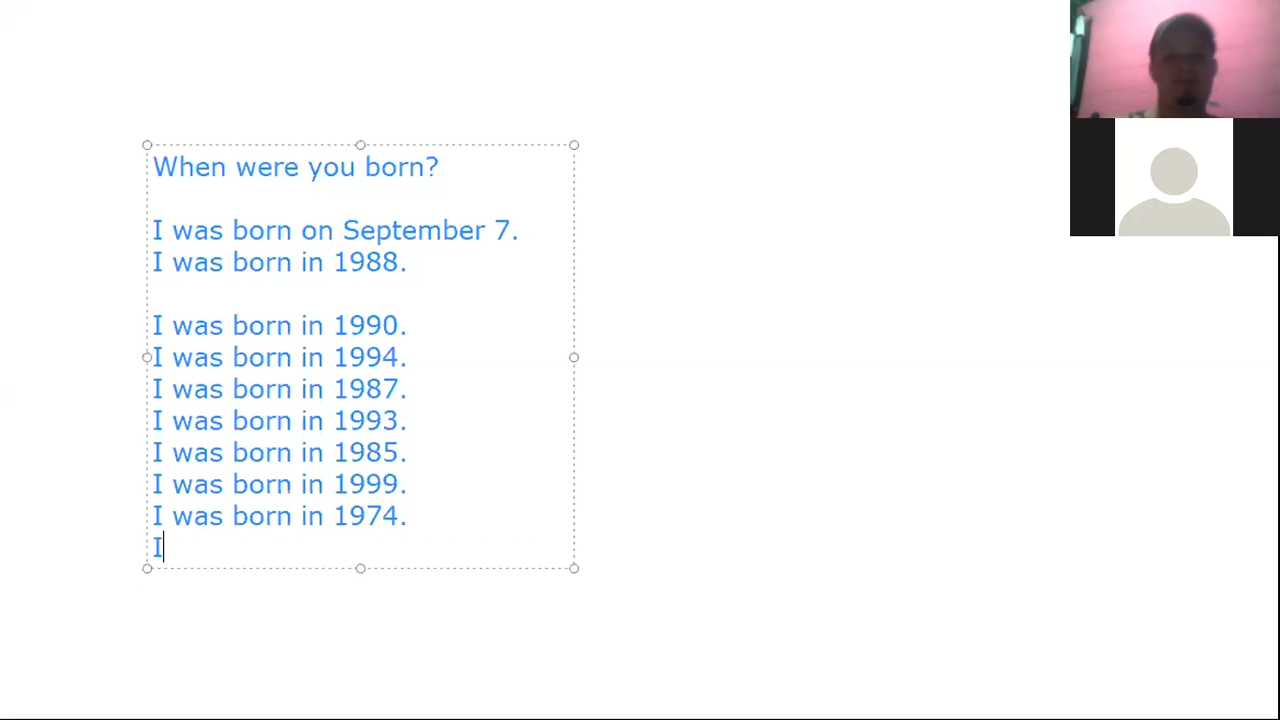 When were you born?
I was born on September 7.
I was born in 1988.
I was born in 1990.
I was born in 1994.
I was born in 1987.
I was born in 1993.
I was born in 1985.
I was born in 1999.
I was born in 1974.
I